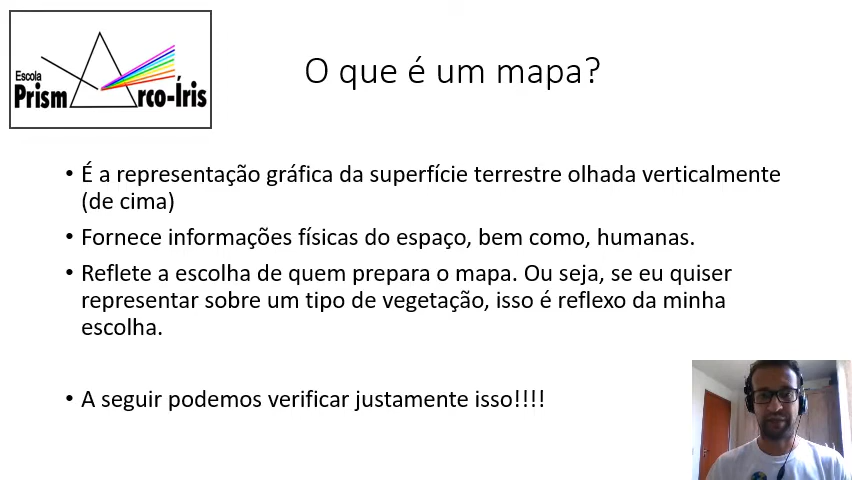 Escola
Prism rco-Íris
O que é um mapa?
• É a representação gráfica da superfície terrestre olhada verticalmente
(de cima)
• Fornece informações físicas do espaço, bem como, humanas.
• Reflete a escolha de quem prepara o mapa. Ou seja, se eu quiser
representar sobre um tipo de vegetação, isso é reflexo da minha
escolha.
• A seguir podemos verificar justamente isso!!!!